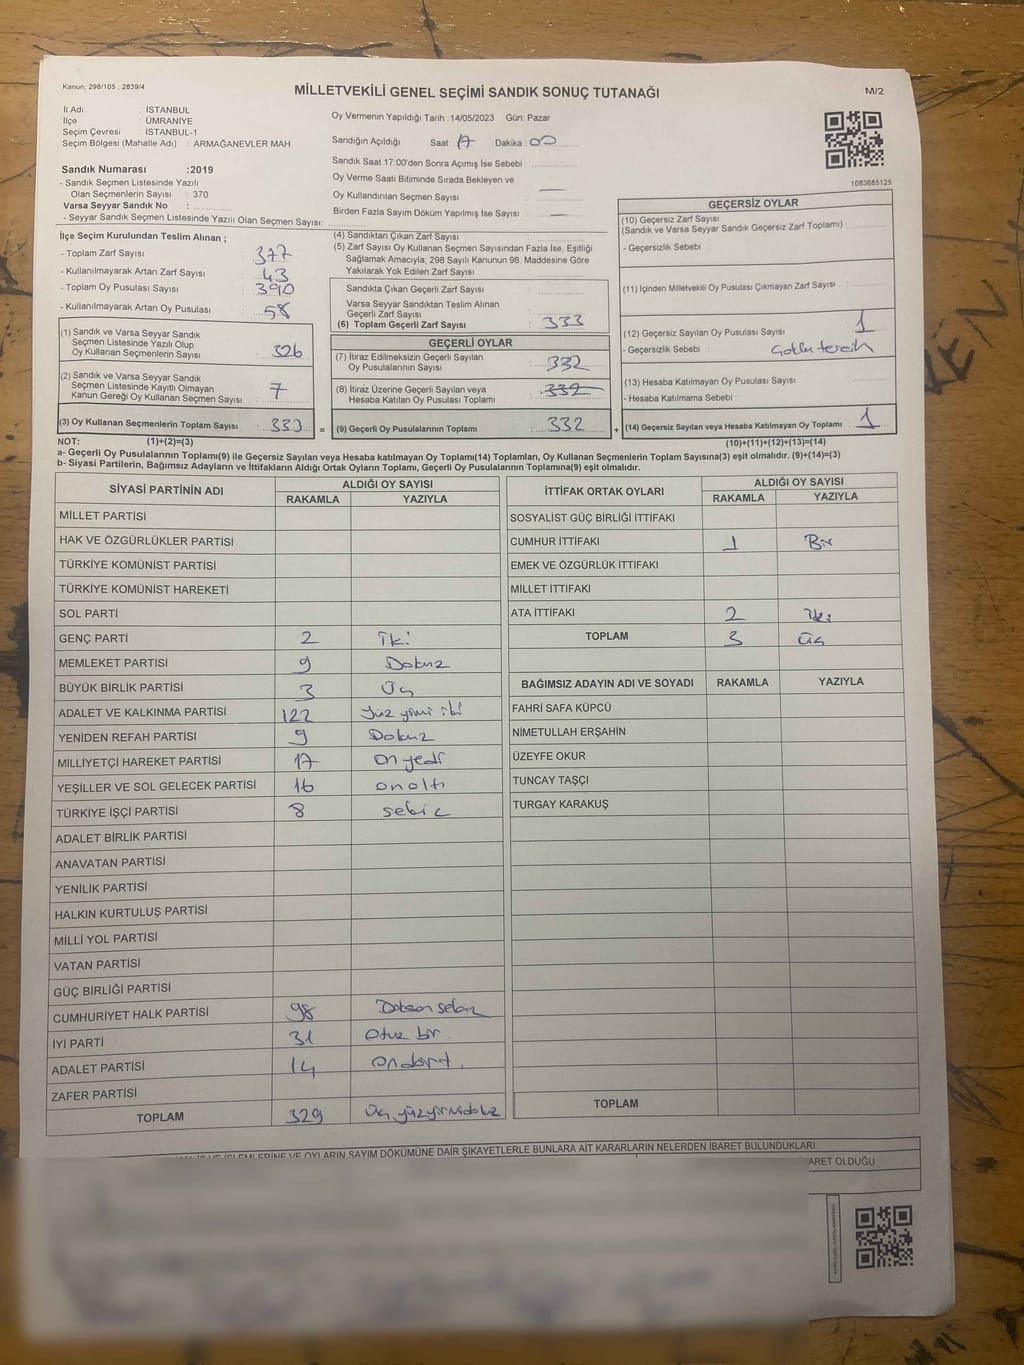 Kanun: 298/105 , 2839/4
MİLLETVEKİLİ GENEL SEÇİMİ SANDIK SONUÇ TUTANAĞI
M/2
İl Adı : İSTANBUL
İlçe : ÜMRANİYE
Seçim Çevresi : İSTANBUL-1
Seçim Bölgesi (Mahalle Adı) : ARMAĞANEVLER MAH.
Sandık Numarası :2019
- Sandık Seçmen Listesinde Yazılı
Olan Seçmenlerin Sayısı : 370
Varsa Seyyar Sandık No :
- Seyyar Sandık Seçmen Listesinde Yazılı Olan Seçmen Sayısı:
Oy Vermenin Yapıldığı Tarih :14/05/2023 Gün: Pazar
Sandığın Açıldığı Saat: 17 Dakika: 00
Sandık Saat 17:00'den Sonra Açımış İse Sebebi :
Oy Verme Saati Bitiminde Sırada Bekleyen ve
Oy Kullandırılan Seçmen Sayısı : —
Birden Fazla Sayım Döküm Yapılmış İse Sayısı : —
1083685125
İlçe Seçim Kurulundan Teslim Alınan ;
- Toplam Zarf Sayısı : 377
- Kullanılmayarak Artan Zarf Sayısı : 43
- Toplam Oy Pusulası Sayısı : 390
- Kullanılmayarak Artan Oy Pusulası : 58
(1) Sandık ve Varsa Seyyar Sandık
Seçmen Listesinde Yazılı Olup
Oy Kullanan Seçmenlerin Sayısı : 326
(2) Sandık ve Varsa Seyyar Sandık
Seçmen Listesinde Kayıtlı Olmayan
Kanun Gereği Oy Kullanan Seçmen Sayısı : 7
(3) Oy Kullanan Seçmenlerin Toplam Sayısı : 333 =
(4) Sandıktan Çıkan Zarf Sayısı :
(5) Zarf Sayısı Oy Kullanan Seçmen Sayısından Fazla İse, Eşitliği
Sağlamak Amacıyla, 298 Sayılı Kanunun 98. Maddesine Göre
Yakılarak Yok Edilen Zarf Sayısı :
Sandıkta Çıkan Geçerli Zarf Sayısı :
Varsa Seyyar Sandıktan Teslim Alınan
Geçerli Zarf Sayısı :
(6) Toplam Geçerli Zarf Sayısı : 333
GEÇERLİ OYLAR
(7) İtiraz Edilmeksizin Geçerli Sayılan
Oy Pusulalarının Sayısı : 332
(8) İtiraz Üzerine Geçerli Sayılan veya
Hesaba Katılan Oy Pusulası Toplamı : 332
(9) Geçerli Oy Pusulalarının Toplamı : 332 +
GEÇERSİZ OYLAR
(10) Geçersiz Zarf Sayısı
(Sandık ve Varsa Seyyar Sandık Geçersiz Zarf Toplamı) :
- Geçersizlik Sebebi :
(11) İçinden Milletvekili Oy Pusulası Çıkmayan Zarf Sayısı :
(12) Geçersiz Sayılan Oy Pusulası Sayısı : 1
- Geçersizlik Sebebi :
(13) Hesaba Katılmayan Oy Pusulası Sayısı :
- Hesaba Katılmama Sebebi :
(14) Geçersiz Sayılan veya Hesaba Katılmayan Oy Toplamı : 1
NOT: (1)+(2)=(3) (10)+(11)+(12)+(13)=(14)
a- Geçerli Oy Pusulalarının Toplamı(9) ile Geçersiz Sayılan veya Hesaba katılmayan Oy Toplamı(14) Toplamları, Oy Kullanan Seçmenlerin Toplam Sayısına(3) eşit olmalıdır. (9)+(14)=(3)
b- Siyasi Partilerin, Bağımsız Adayların ve İttifakların Aldığı Ortak Oyların Toplamı, Geçerli Oy Pusulalarının Toplamına(9) eşit olmalıdır.
SİYASİ PARTİNİN ADI ALDIĞI OY SAYISI
RAKAMLA YAZIYLA
MİLLET PARTİSİ
HAK VE ÖZGÜRLÜKLER PARTİSİ
TÜRKİYE KOMÜNİST PARTİSİ
TÜRKİYE KOMÜNİST HAREKETİ
SOL PARTİ
GENÇ PARTİ 2 iki
MEMLEKET PARTİSİ 9 Dokuz
BÜYÜK BİRLİK PARTİSİ 3 Üç
ADALET VE KALKINMA PARTİSİ 122 Yüz yirmi iki
YENİDEN REFAH PARTİSİ 9 Dokuz
MİLLİYETÇİ HAREKET PARTİSİ 17 on yedi
YEŞİLLER VE SOL GELECEK PARTİSİ 16 onaltı
TÜRKİYE İŞÇİ PARTİSİ 8 sekiz
ADALET BİRLİK PARTİSİ
ANAVATAN PARTİSİ
YENİLİK PARTİSİ
HALKIN KURTULUŞ PARTİSİ
MİLLİ YOL PARTİSİ
VATAN PARTİSİ
GÜÇ BİRLİĞİ PARTİSİ
CUMHURİYET HALK PARTİSİ 98 Doksan sekiz
İYİ PARTİ 31 Otuz bir
ADALET PARTİSİ 14 ondört
ZAFER PARTİSİ
TOPLAM 329 Üç yüzyirmidokuz
İTTİFAK ORTAK OYLARI ALDIĞI OY SAYISI
RAKAMLA YAZIYLA
SOSYALİST GÜÇ BİRLİĞİ İTTİFAKI
CUMHUR İTTİFAKI 1 Bir
EMEK VE ÖZGÜRLÜK İTTİFAKI
MİLLET İTTİFAKI
ATA İTTİFAKI 2 İki
TOPLAM 3 Üç
BAĞIMSIZ ADAYIN ADI VE SOYADI RAKAMLA YAZIYLA
FAHRİ SAFA KÜPCÜ
NİMETULLAH ERŞAHİN
ÜZEYFE OKUR
TUNCAY TAŞÇI
TURGAY KARAKUŞ
TOPLAM
İŞLEMLERİNE VE OYLARIN SAYIM DÖKÜMÜNE DAİR ŞİKAYETLERLE BUNLARA AİT KARARLARIN NELERDEN İBARET BULUNDUKLARI
ARET OLDUĞU